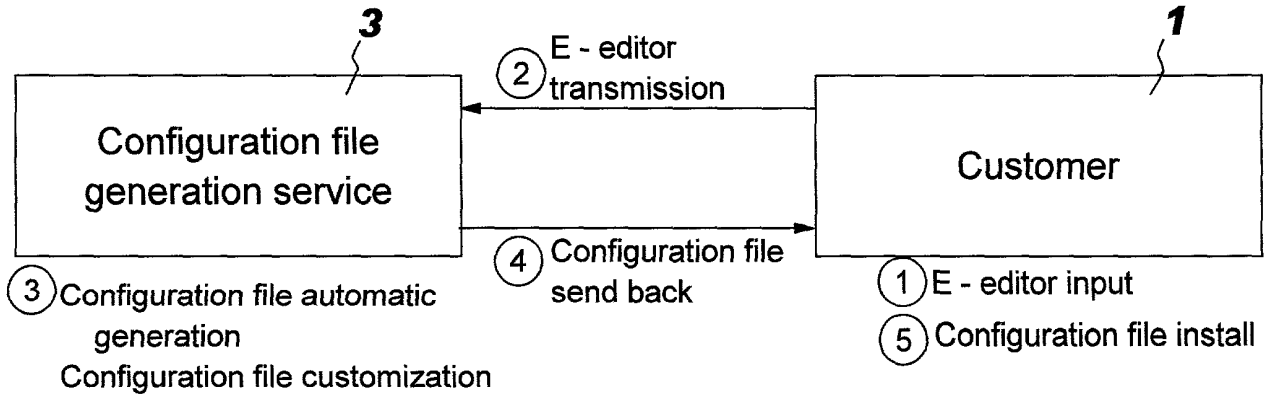 3
1
2 E - editor
transmission
Configuration file
generation service
Customer
4 Configuration file
send back
3 Configuration file automatic
generation
Configuration file customization
1 E - editor input
5 Configuration file install